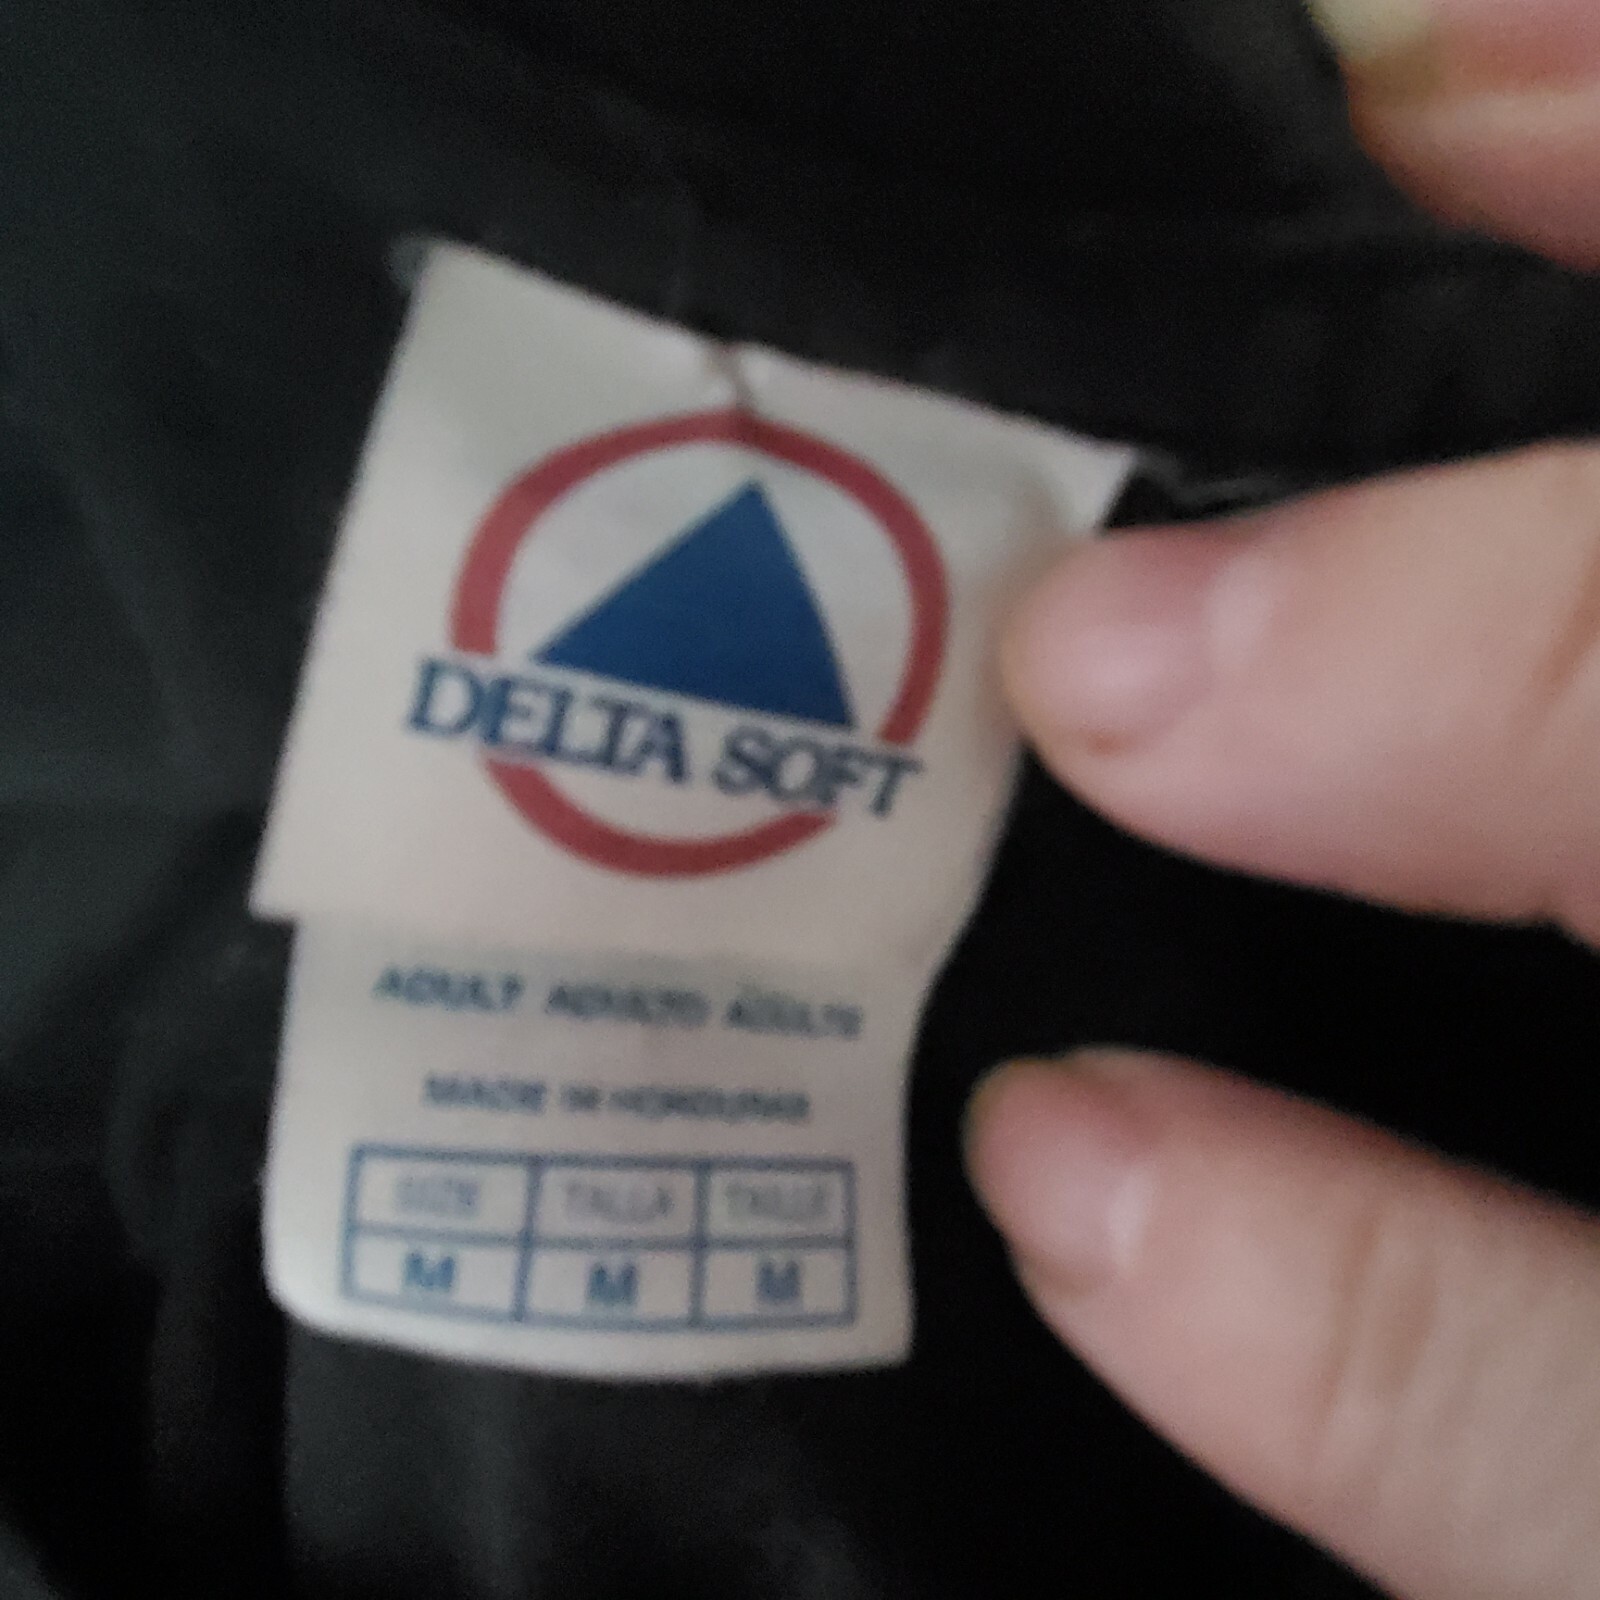 DELTA SOFT
ADULT ADULTO ADULTE
MADE IN HONDURAS
SIZE TALLA TAILLE
M M M